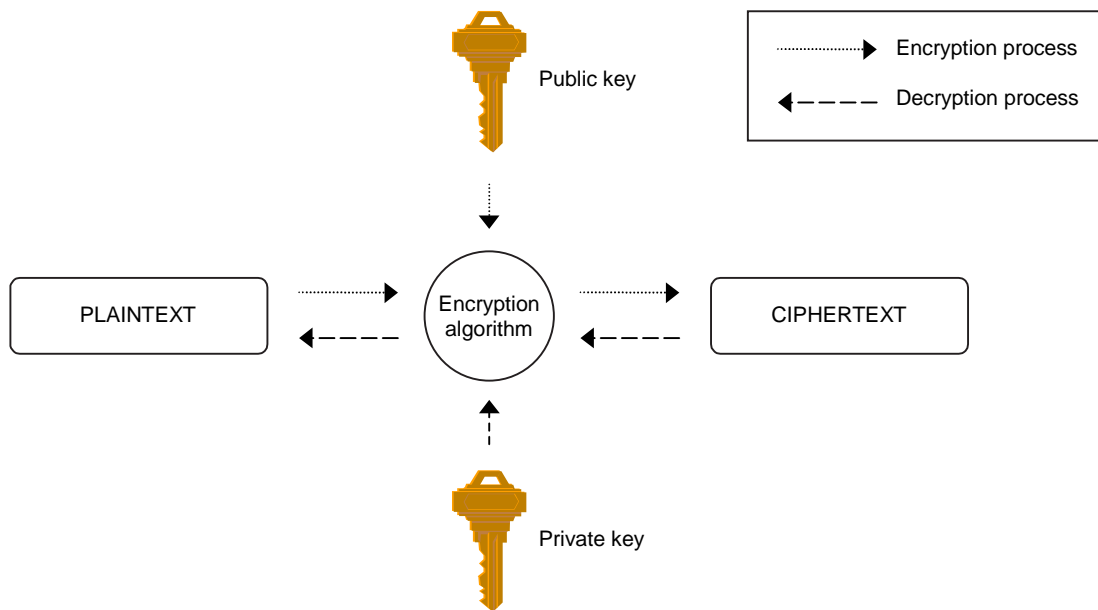 Public key
Encryption process
Decryption process
PLAINTEXT
Encryption
algorithm
CIPHERTEXT
Private key